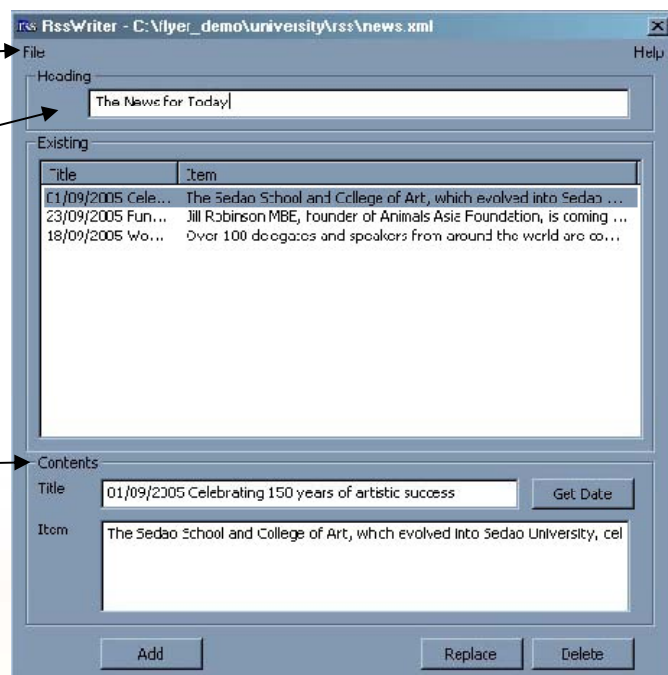 rss RssWriter - C:\flyer_demo\university\rss\news.xml
File Help
Heading
The News for Today
Existing
Title Item
01/09/2005 Cele... The Sedao School and College of Art, which evolved into Sedao ...
23/09/2005 Fun... Jill Robinson MBE, founder of Animals Asia Foundation, is coming ...
18/09/2005 Wo... Over 100 delegates and speakers from around the world are co...
Contents
Title 01/09/2005 Celebrating 150 years of artistic success Get Date
Item The Sedao School and College of Art, which evolved into Sedao University, cel
Add Replace Delete